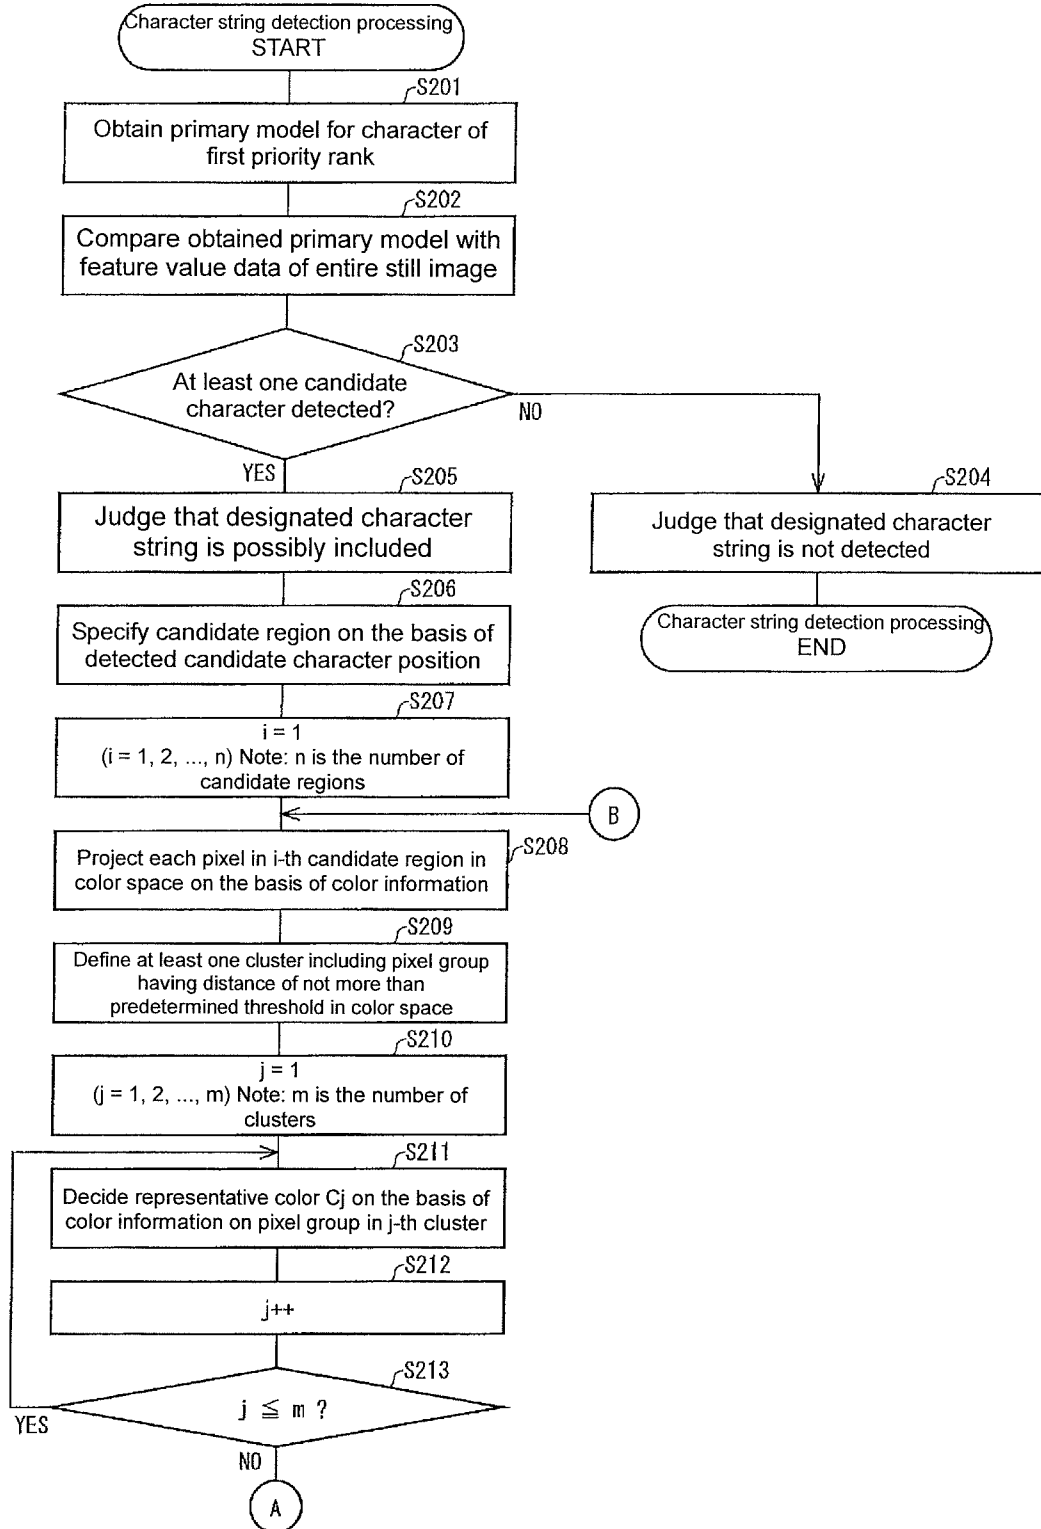 Character string detection processing
START
S201
Obtain primary model for character of
first priority rank
S202
Compare obtained primary model with
feature value data of entire still image
S203
At least one candidate
character detected?
NO
YES
S205
Judge that designated character
string is possibly included
S204
Judge that designated character
string is not detected
S206
Specify candidate region on the basis of
detected candidate character position
Character string detection processing
END
S207
i = 1
(i = 1, 2, ..., n) Note: n is the number of
candidate regions
B
S208
Project each pixel in i-th candidate region in
color space on the basis of color information
S209
Define at least one cluster including pixel group
having distance of not more than
predetermined threshold in color space
S210
j = 1
(j = 1, 2, ..., m) Note: m is the number of
clusters
S211
Decide representative color Cj on the basis of
color information on pixel group in j-th cluster
S212
j++
S213
j ≦ m ?
YES
NO
A